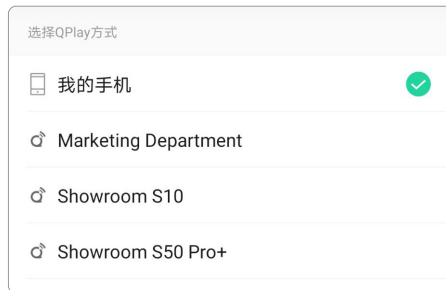 选择QPlay方式
我的手机
Marketing Department
Showroom S10
Showroom S50 Pro+